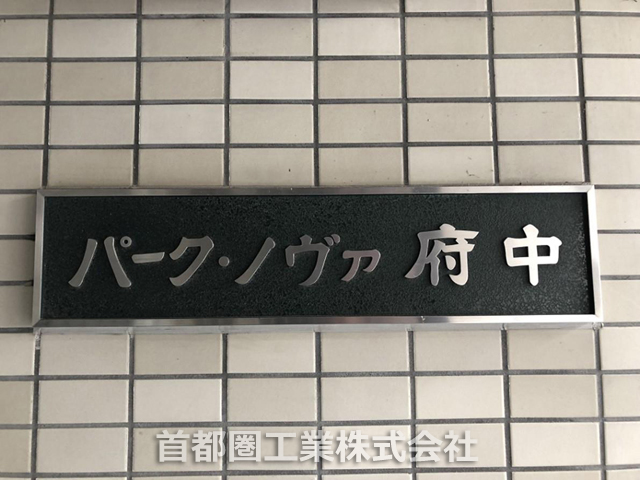 パーク・ノヴァ 府中
首都圏工業株式会社